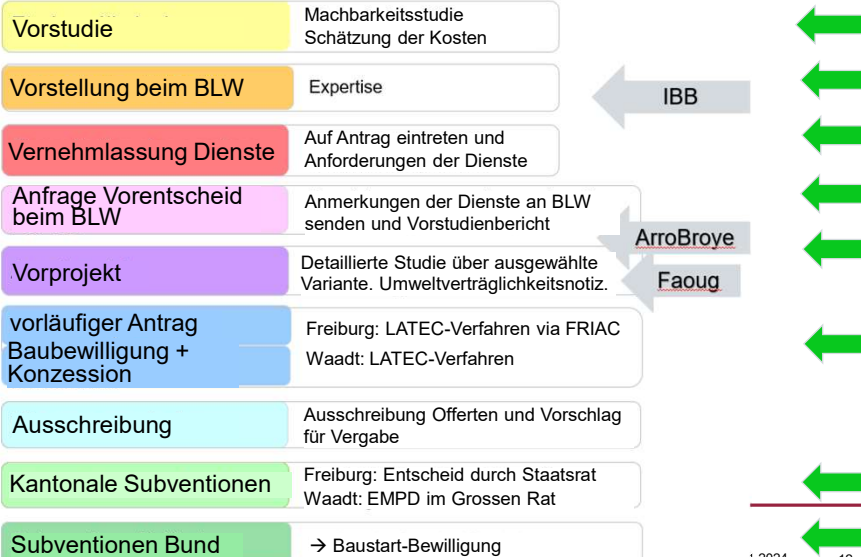 Vorstudie
Machbarkeitsstudie
Schätzung der Kosten
Vorstellung beim BLW
Expertise
IBB
Vernehmlassung Dienste
Auf Antrag eintreten und
Anforderungen der Dienste
Anfrage Vorentscheid
beim BLW
Anmerkungen der Dienste an BLW
senden und Vorstudienbericht
ArroBroye
Vorprojekt
Detaillierte Studie über ausgewählte
Variante. Umweltverträglichkeitsnotiz.
Faoug
vorläufiger Antrag
Baubewilligung +
Konzession
Freiburg: LATEC-Verfahren via FRIAC
Waadt: LATEC-Verfahren
Ausschreibung
Ausschreibung Offerten und Vorschlag
für Vergabe
Kantonale Subventionen
Freiburg: Entscheid durch Staatsrat
Waadt: EMPD im Grossen Rat
Subventionen Bund
→ Baustart-Bewilligung